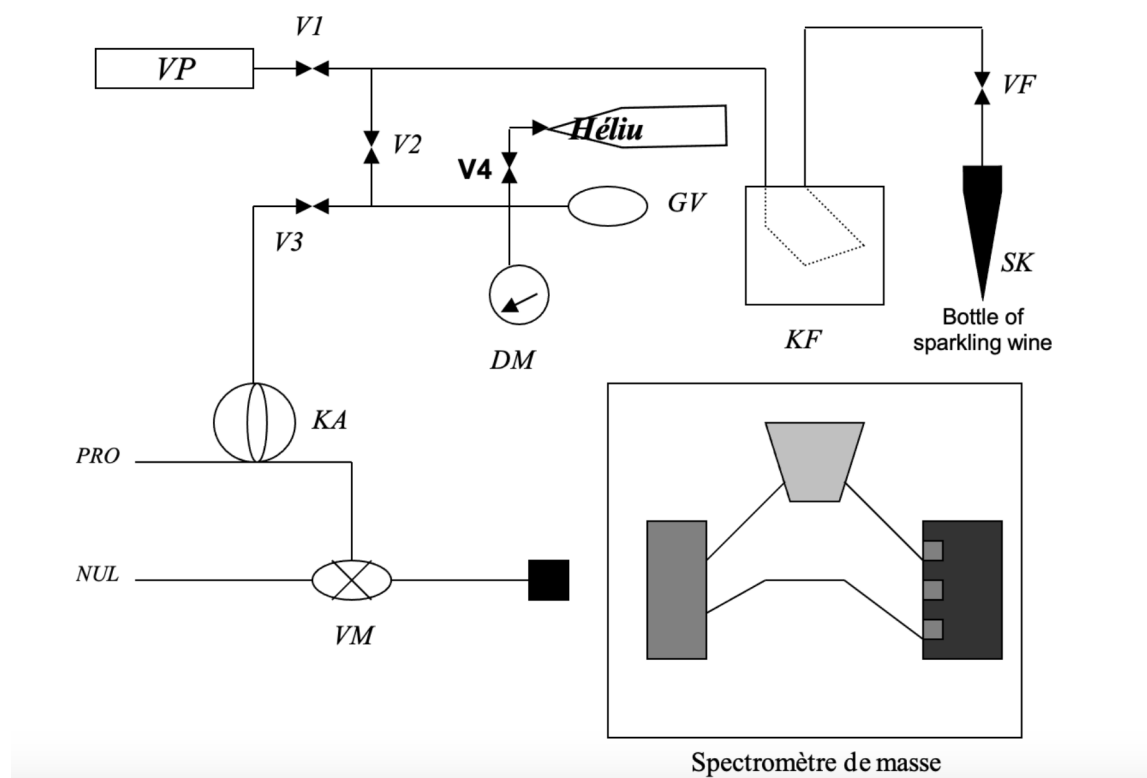 V1
VP
VF
Héliu
V2
V4
GV
V3
SK
Bottle of
sparkling wine
KF
DM
KA
PRO
NUL
VM
Spectromètre de masse